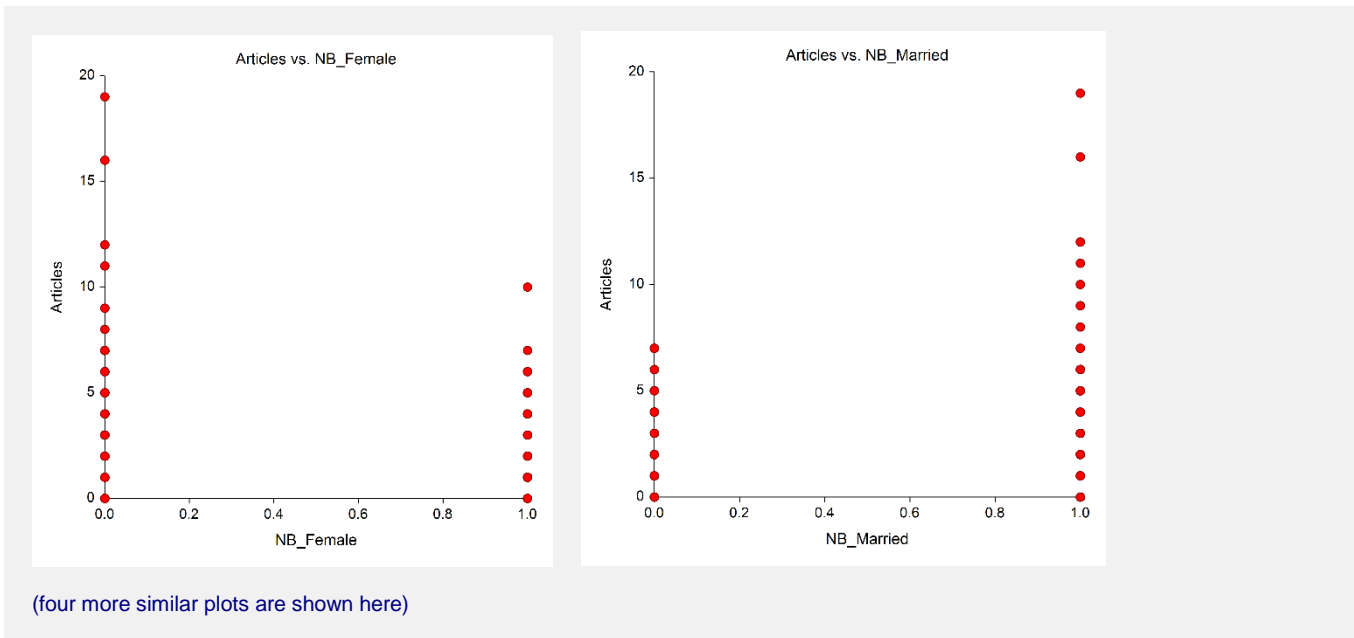 Articles vs. NB_Female
20
15
10
5
0
Articles
0.0 0.2 0.4 0.6 0.8 1.0
NB_Female
Articles vs. NB_Married
20
15
10
5
0
Articles
0.0 0.2 0.4 0.6 0.8 1.0
NB_Married
(four more similar plots are shown here)